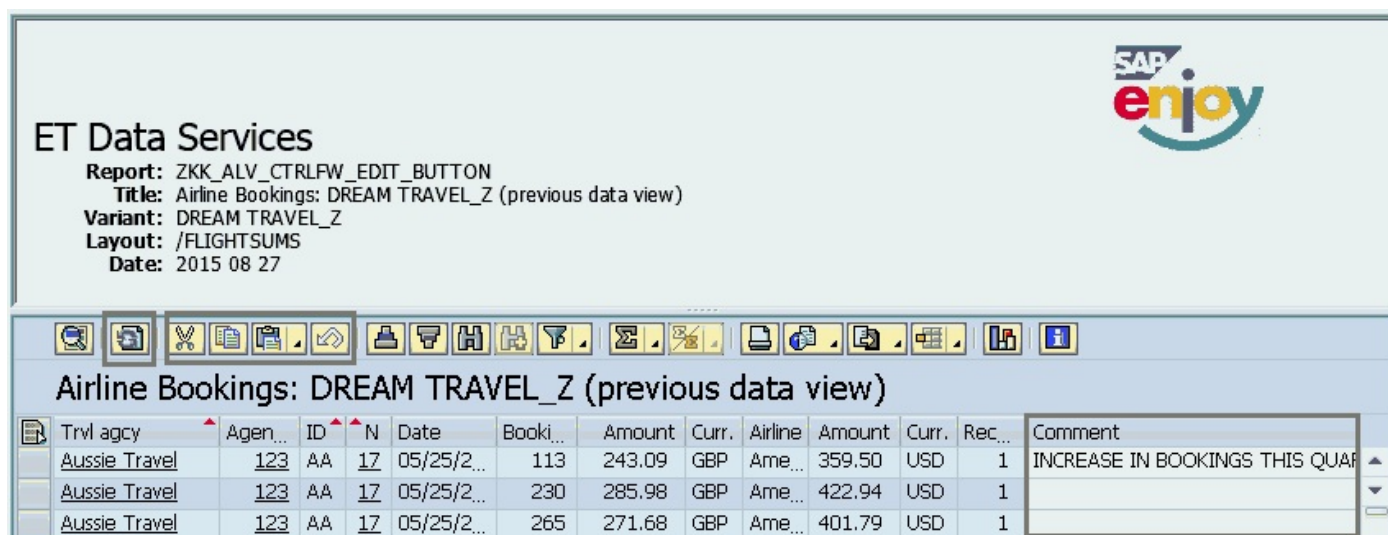 SAP
enjoy
ET Data Services
Report: ZKK_ALV_CTRLFW_EDIT_BUTTON
Title: Airline Bookings: DREAM TRAVEL_Z (previous data view)
Variant: DREAM TRAVEL_Z
Layout: /FLIGHTSUMS
Date: 2015 08 27
Airline Bookings: DREAM TRAVEL_Z (previous data view)
Trvl agcy Agen... ID N Date Booki... Amount Curr. Airline Amount Curr. Rec... Comment
Aussie Travel 123 AA 17 05/25/2... 113 243.09 GBP Ame... 359.50 USD 1 INCREASE IN BOOKINGS THIS QUAR
Aussie Travel 123 AA 17 05/25/2... 230 285.98 GBP Ame... 422.94 USD 1
Aussie Travel 123 AA 17 05/25/2... 265 271.68 GBP Ame... 401.79 USD 1